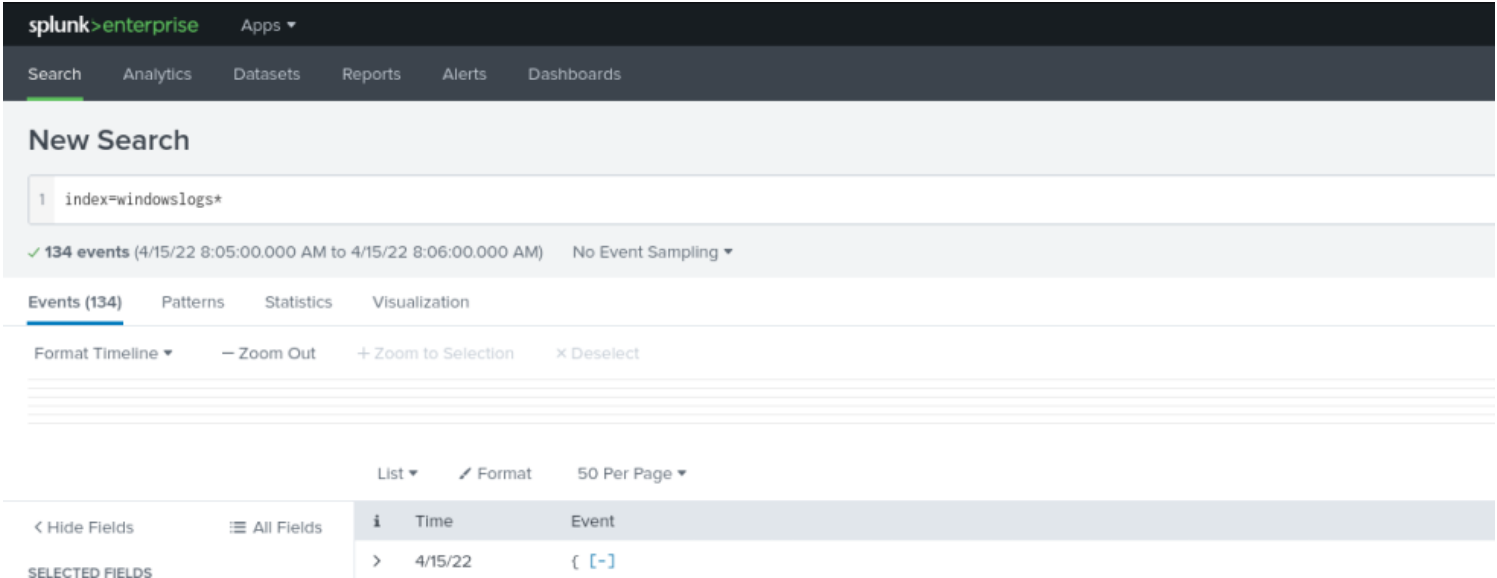 splunk>enterprise Apps
Search Analytics Datasets Reports Alerts Dashboards
New Search
1 index=windowslogs*
✓ 134 events (4/15/22 8:05:00.000 AM to 4/15/22 8:06:00.000 AM) No Event Sampling
Events (134) Patterns Statistics Visualization
Format Timeline – Zoom Out + Zoom to Selection × Deselect
List Format 50 Per Page
< Hide Fields All Fields i Time Event
> 4/15/22 { [-]
SELECTED FIELDS